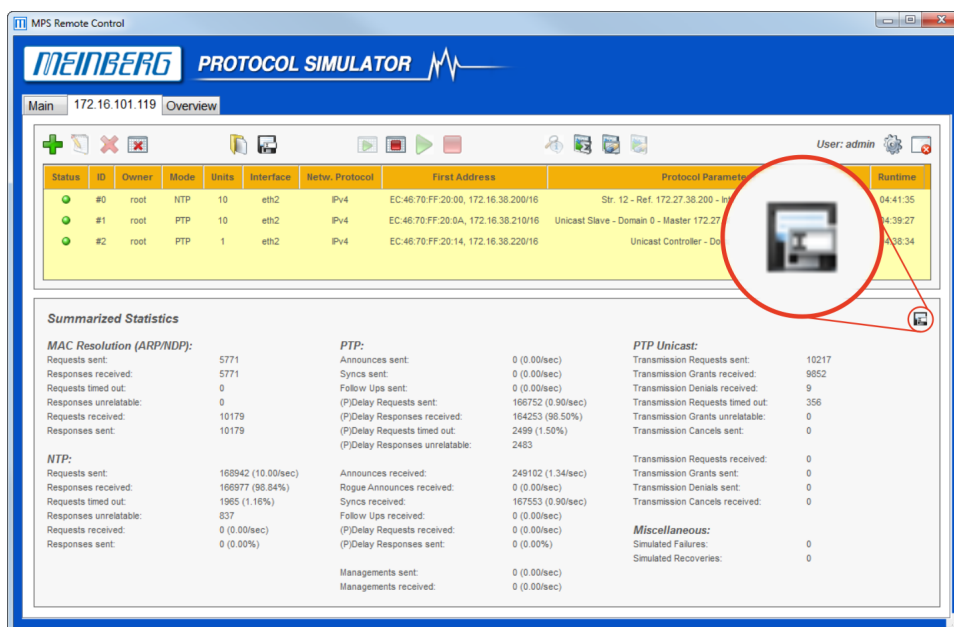 MPS Remote Control
MEINBERG PROTOCOL SIMULATOR
Main 172.16.101.119 Overview
User: admin
Status ID Owner Mode Units Interface Netw. Protocol First Address Protocol Paramete Runtime
#0 root NTP 10 eth2 IPv4 EC:46:70:FF:20:00, 172.16.38.200/16 Str. 12 - Ref. 172.27.38.200 - Int 04:41:35
#1 root PTP 10 eth2 IPv4 EC:46:70:FF:20:0A, 172.16.38.210/16 Unicast Slave - Domain 0 - Master 172.27 04:39:27
#2 root PTP 1 eth2 IPv4 EC:46:70:FF:20:14, 172.16.38.220/16 Unicast Controller - Do 04:38:34
Summarized Statistics
MAC Resolution (ARP/NDP): PTP: PTP Unicast:
Requests sent: 5771 Announces sent: 0 (0.00/sec) Transmission Requests sent: 10217
Responses received: 5771 Syncs sent: 0 (0.00/sec) Transmission Grants received: 9852
Requests timed out: 0 Follow Ups sent: 0 (0.00/sec) Transmission Denials received: 9
Responses unrelatable: 0 (P)Delay Requests sent: 166752 (0.90/sec) Transmission Requests timed out: 356
Requests received: 10179 (P)Delay Responses received: 164253 (98.50%) Transmission Grants unrelatable: 0
Responses sent: 10179 (P)Delay Requests timed out: 2499 (1.50%) Transmission Cancels sent: 0
(P)Delay Responses unrelatable: 2483
NTP: Transmission Requests received: 0
Requests sent: 168942 (10.00/sec) Announces received: 249102 (1.34/sec) Transmission Grants sent: 0
Responses received: 166977 (98.84%) Rogue Announces received: 0 (0.00/sec) Transmission Denials sent: 0
Requests timed out: 1965 (1.16%) Syncs received: 167553 (0.90/sec) Transmission Cancels received: 0
Responses unrelatable: 837 Follow Ups received: 0 (0.00/sec)
Requests received: 0 (0.00/sec) (P)Delay Requests received: 0 (0.00/sec) Miscellaneous:
Responses sent: 0 (0.00%) (P)Delay Responses sent: 0 (0.00%) Simulated Failures: 0
Simulated Recoveries: 0
Managements sent: 0 (0.00/sec)
Managements received: 0 (0.00/sec)